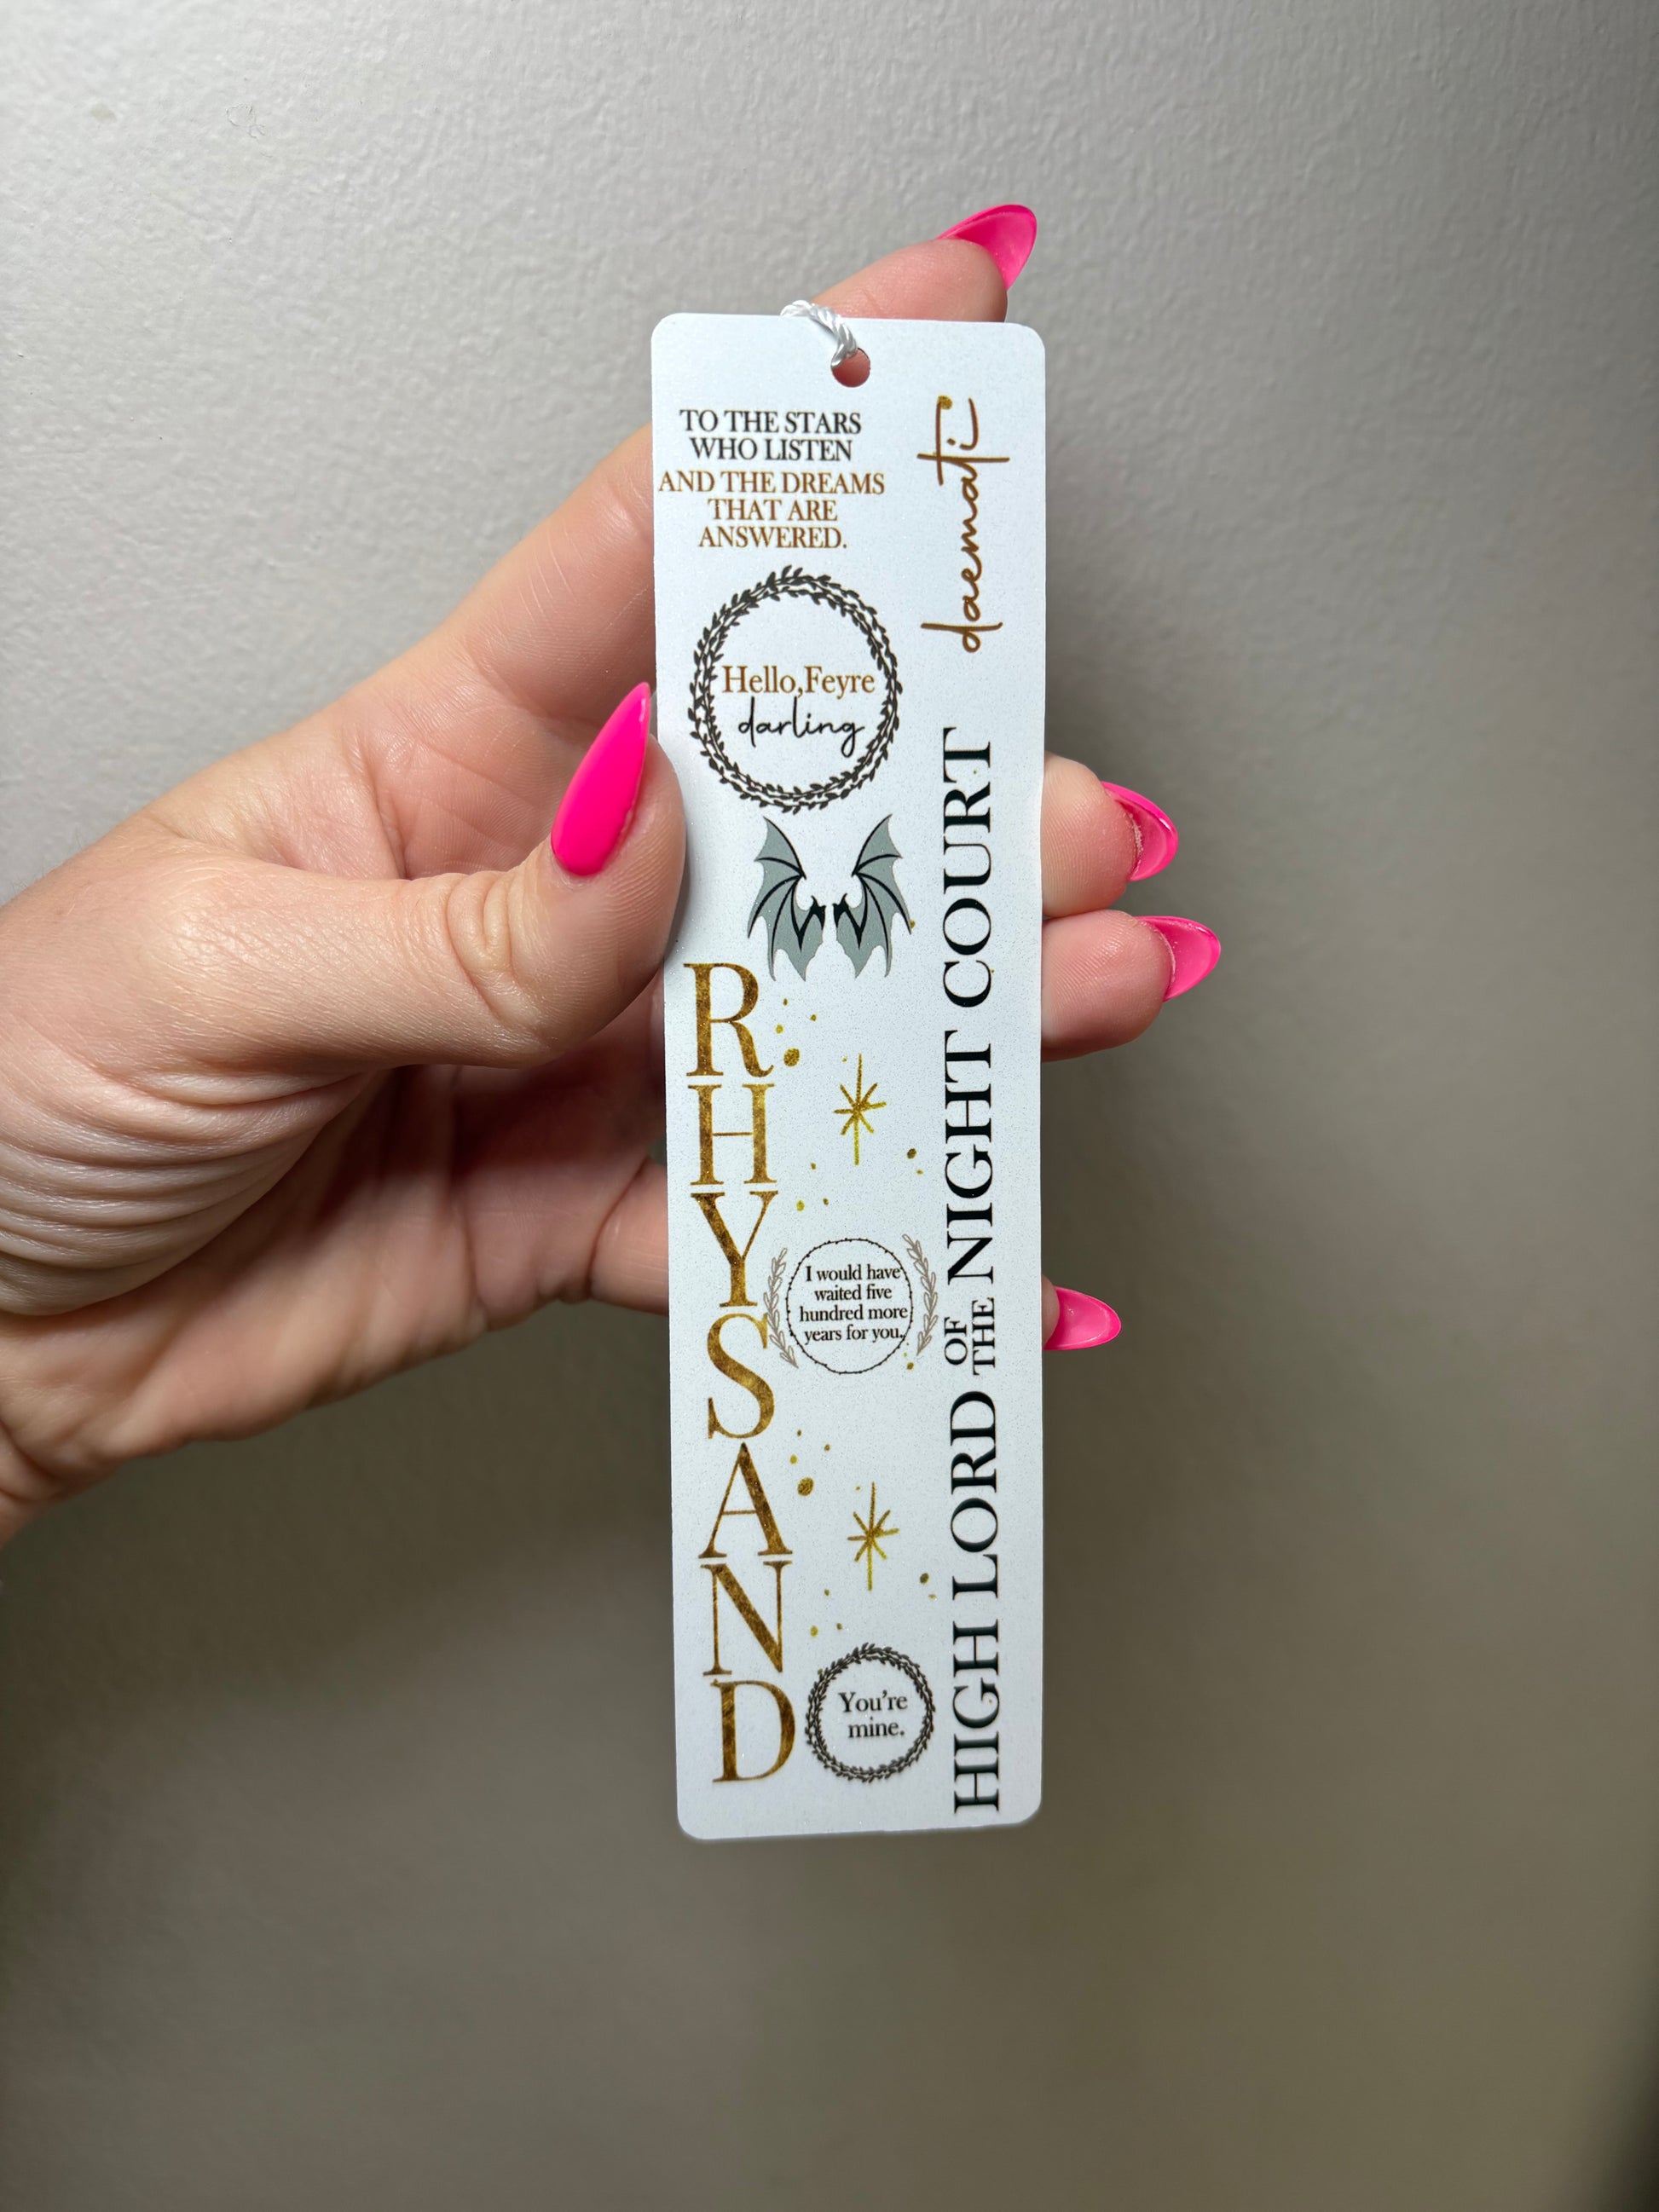 TO THE STARS
WHO LISTEN
AND THE DREAMS
THAT ARE
ANSWERED.
daemati
Hello, Feyre
darling
RHYSAND
I would have
waited five
hundred more
years for you.
You're
mine.
HIGH LORD OF THE NIGHT COURT